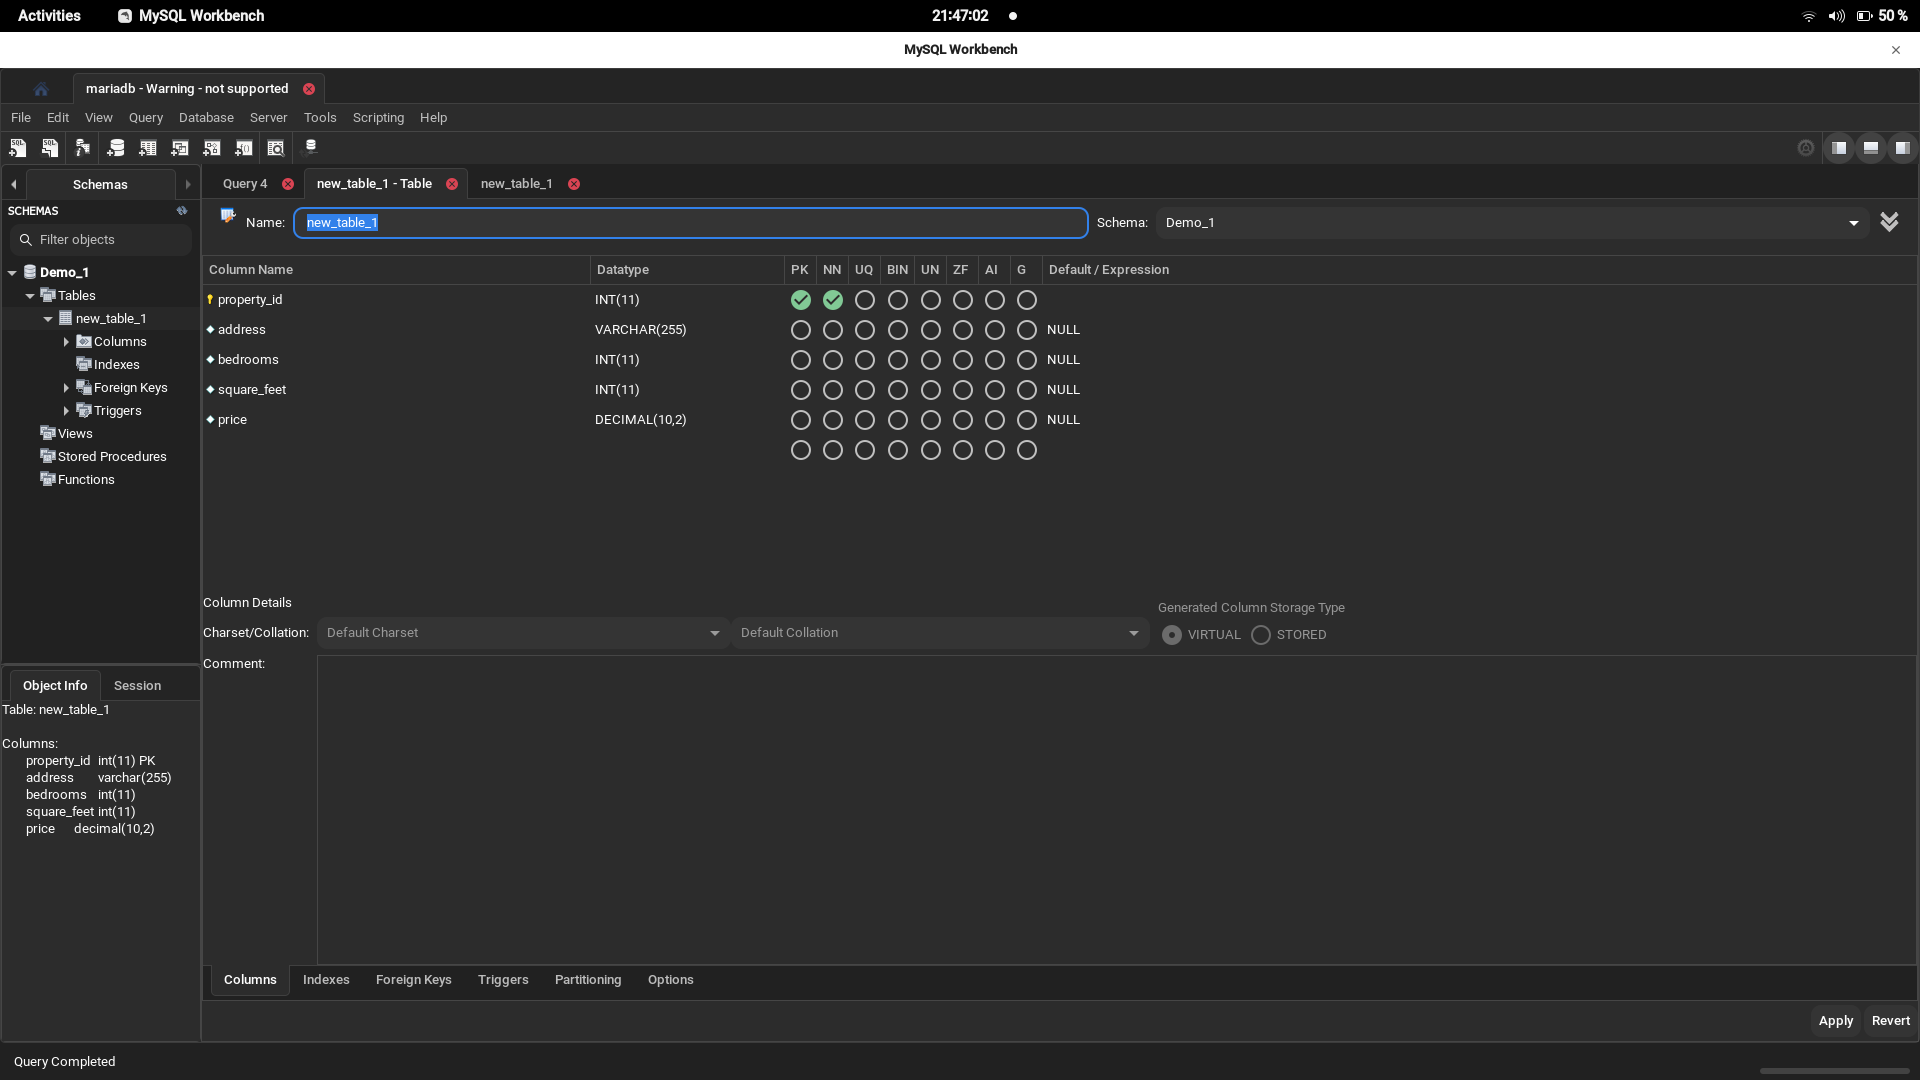 Activities MySQL Workbench 21:47:02 50 %
MySQL Workbench
mariadb - Warning - not supported
File Edit View Query Database Server Tools Scripting Help
Schemas
SCHEMAS
Filter objects
Demo_1
Tables
new_table_1
Columns
Indexes
Foreign Keys
Triggers
Views
Stored Procedures
Functions
Object Info Session
Table: new_table_1
Columns:
property_id int(11) PK
address varchar(255)
bedrooms int(11)
square_feet int(11)
price decimal(10,2)
Query 4 new_table_1 - Table new_table_1
Name: new_table_1 Schema: Demo_1
Column Name Datatype PK NN UQ BIN UN ZF AI G Default / Expression
property_id INT(11)
address VARCHAR(255) NULL
bedrooms INT(11) NULL
square_feet INT(11) NULL
price DECIMAL(10,2) NULL
Column Details
Generated Column Storage Type
Charset/Collation: Default Charset Default Collation VIRTUAL STORED
Comment:
Columns Indexes Foreign Keys Triggers Partitioning Options
Apply Revert
Query Completed